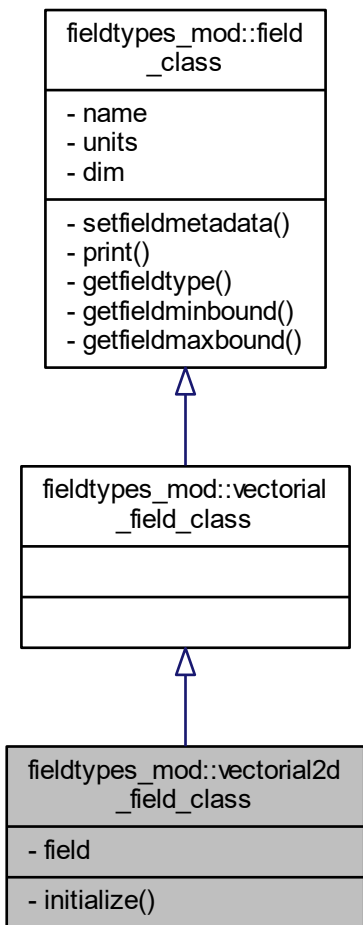 fieldtypes_mod::field
_class
- name
- units
- dim
- setfieldmetadata()
- print()
- getfieldtype()
- getfieldminbound()
- getfieldmaxbound()
fieldtypes_mod::vectorial
_field_class
fieldtypes_mod::vectorial2d
_field_class
- field
- initialize()